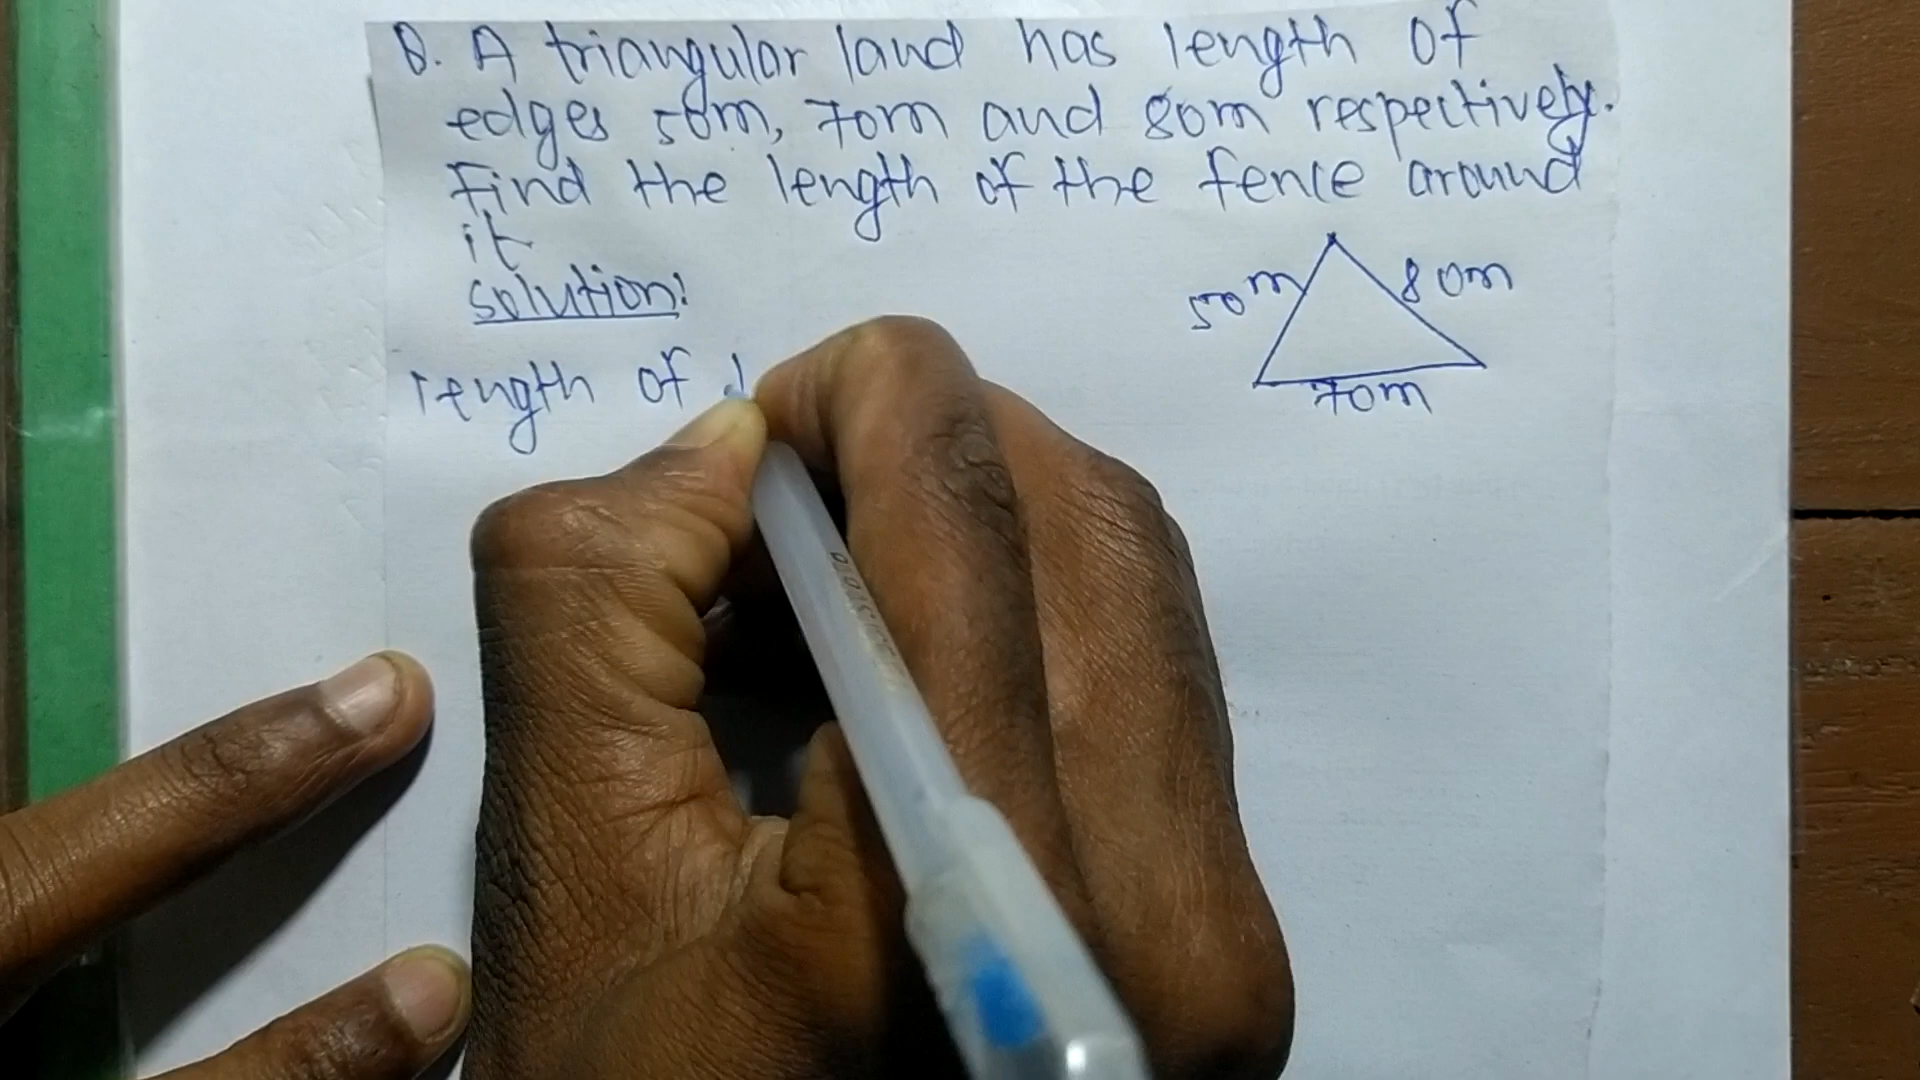 Q. A triangular land has length of
edges 50m, 70m and 80m respectively.
Find the length of the fence around
it
solution:
50m
80m
length of
70m